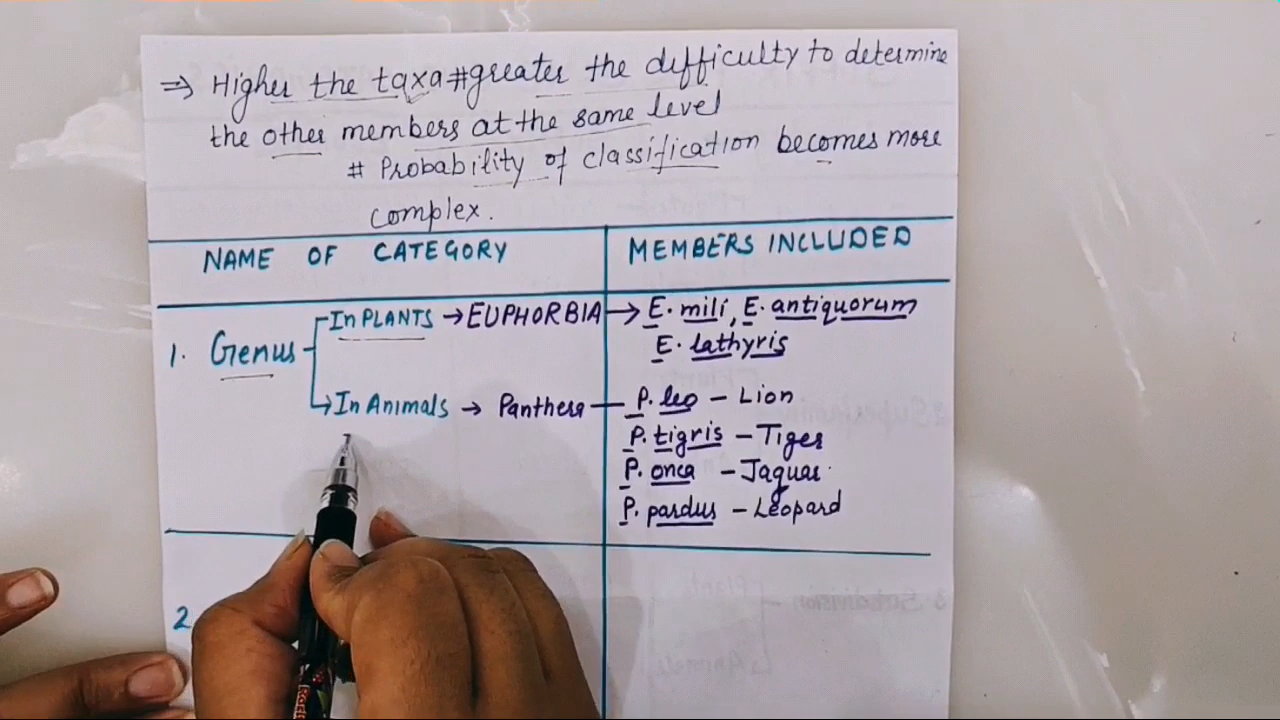 ⇒ Higher the taxa # greater the difficulty to determine
the other members at the same level
# Probability of classification becomes more
complex.
NAME OF CATEGORY MEMBERS INCLUDED
1. Genus
In PLANTS → EUPHORBIA → E. mili, E. antiquorum
E. lathyris
In Animals → Panthera — P. leo - Lion
P. tigris - Tiger
P. onca - Jaguar
P. pardus - Leopard
2